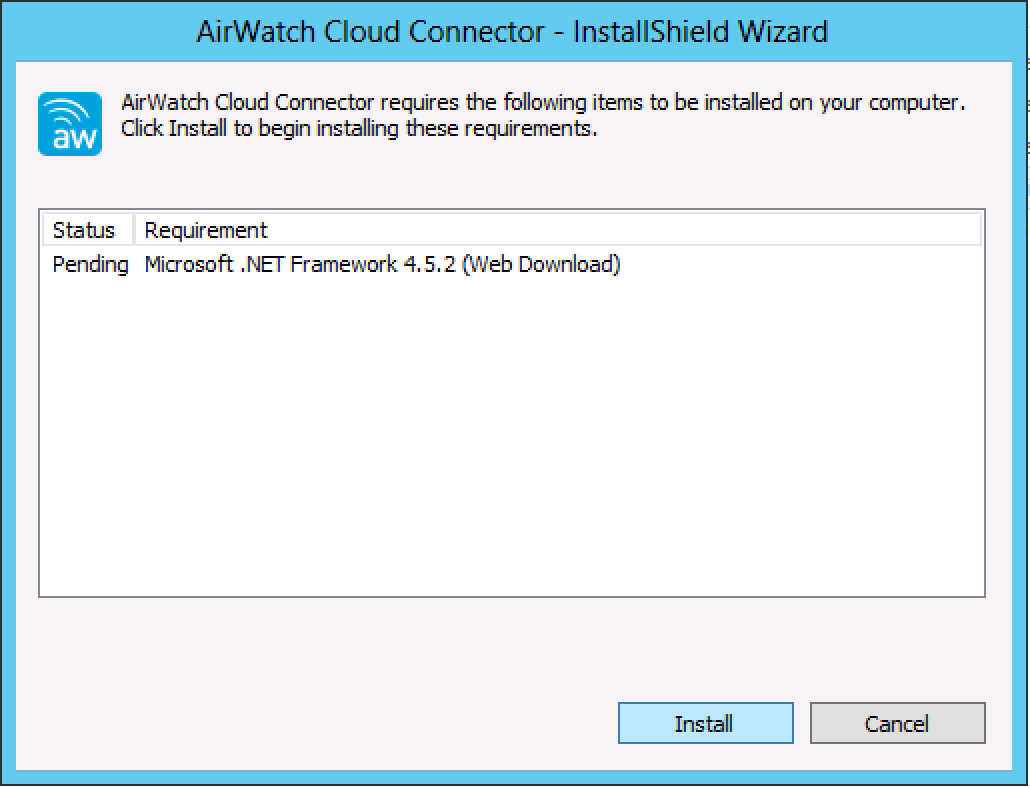 AirWatch Cloud Connector - InstallShield Wizard
aw
AirWatch Cloud Connector requires the following items to be installed on your computer.
Click Install to begin installing these requirements.
Status Requirement
Pending Microsoft .NET Framework 4.5.2 (Web Download)
Install Cancel